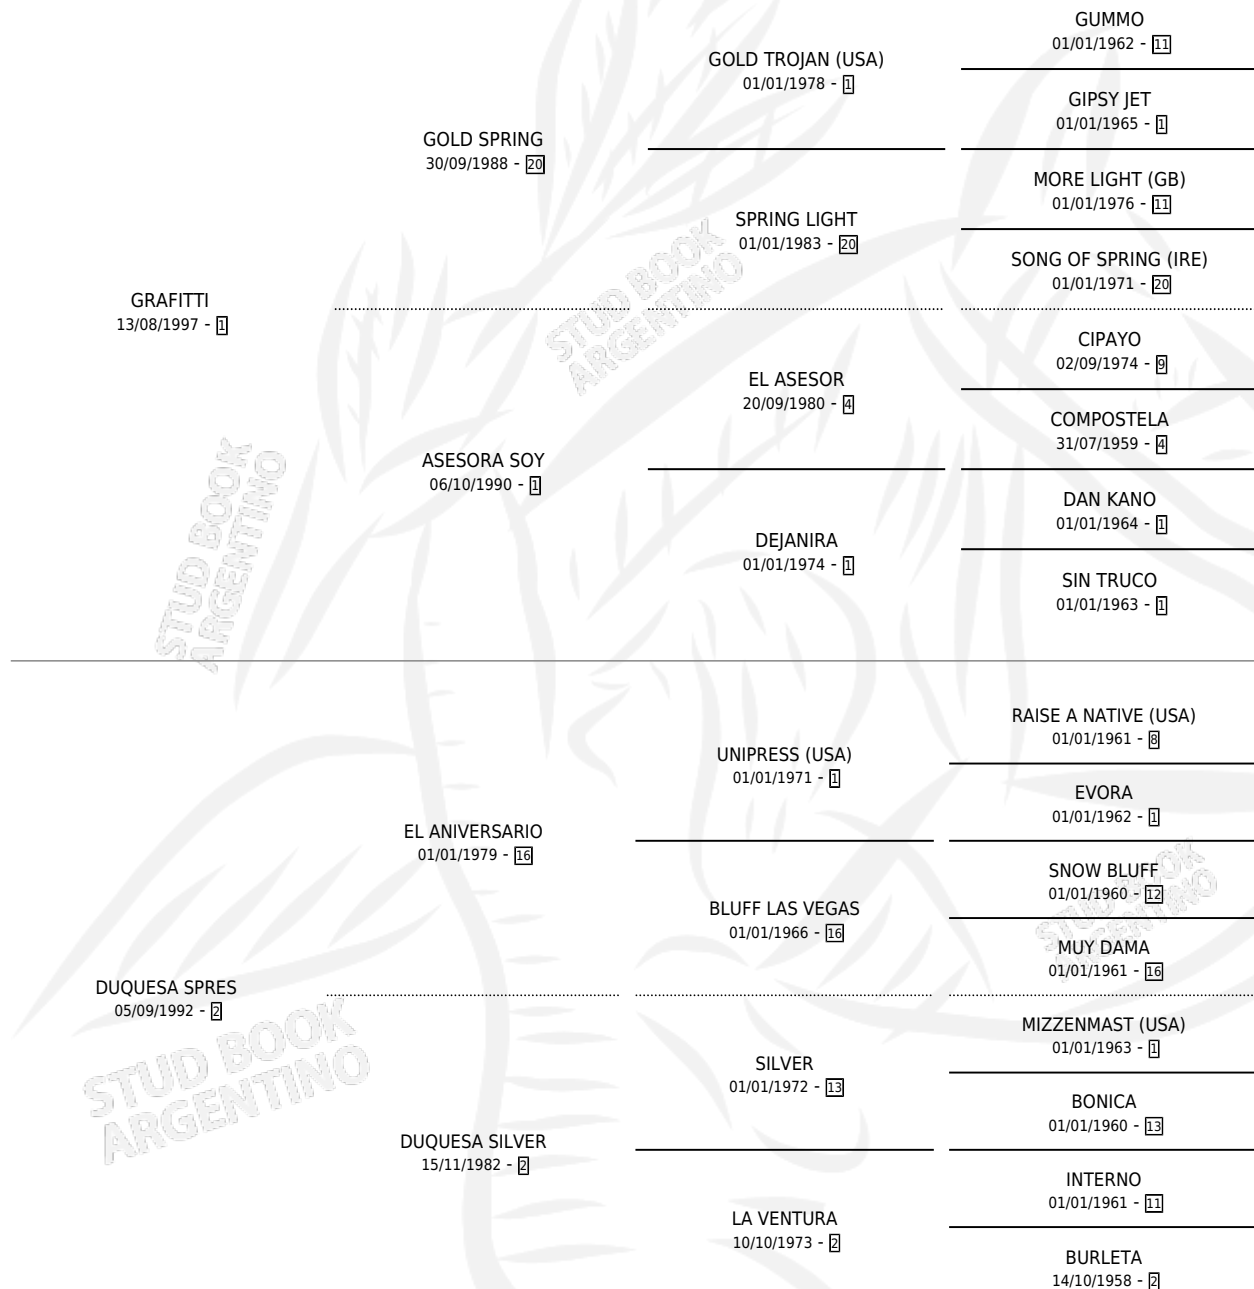 GUMMO
01/01/1962 - 11
GOLD TROJAN (USA)
01/01/1978 - 1
GIPSY JET
01/01/1965 - 1
GOLD SPRING
30/09/1988 - 20
MORE LIGHT (GB)
01/01/1976 - 11
SPRING LIGHT
01/01/1983 - 20
SONG OF SPRING (IRE)
01/01/1971 - 20
GRAFITTI
13/08/1997 - 1
STUD BOOK
ARGENTINO
CIPAYO
02/09/1974 - 9
EL ASESOR
20/09/1980 - 4
COMPOSTELA
31/07/1959 - 4
ASESORA SOY
06/10/1990 - 1
DAN KANO
01/01/1964 - 1
DEJANIRA
01/01/1974 - 1
SIN TRUCO
01/01/1963 - 1
STUD BOOK
ARGENTINO
RAISE A NATIVE (USA)
01/01/1961 - 8
UNIPRESS (USA)
01/01/1971 - 1
EVORA
01/01/1962 - 1
EL ANIVERSARIO
01/01/1979 - 16
SNOW BLUFF
01/01/1960 - 12
BLUFF LAS VEGAS
01/01/1966 - 16
MUY DAMA
01/01/1961 - 16
STUD BOOK
ARGENTINO
DUQUESA SPRES
05/09/1992 - 2
STUD BOOK
ARGENTINO
MIZZENMAST (USA)
01/01/1963 - 1
SILVER
01/01/1972 - 13
BONICA
01/01/1960 - 13
DUQUESA SILVER
15/11/1982 - 2
INTERNO
01/01/1961 - 11
LA VENTURA
10/10/1973 - 2
BURLETA
14/10/1958 - 2